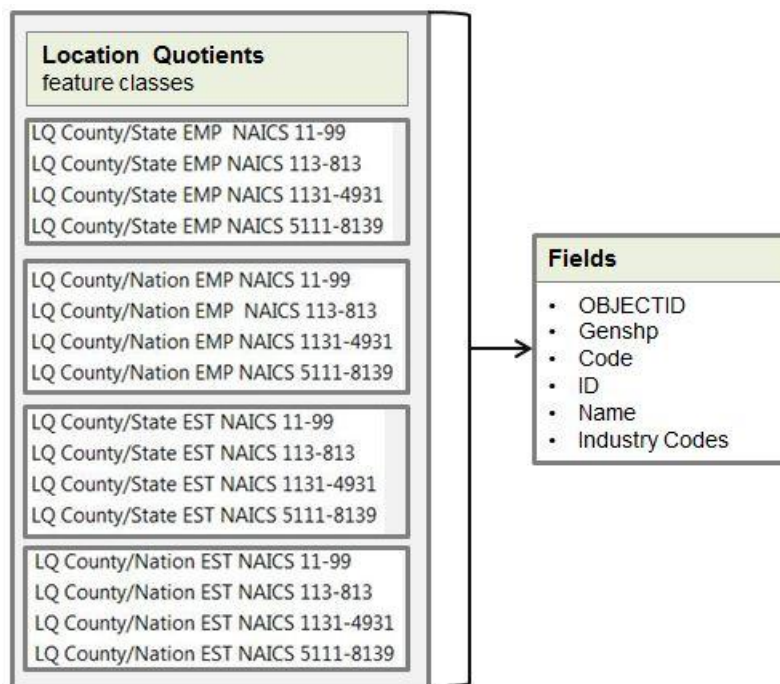 Location Quotients
feature classes
LQ County/State EMP NAICS 11-99
LQ County/State EMP NAICS 113-813
LQ County/State EMP NAICS 1131-4931
LQ County/State EMP NAICS 5111-8139
LQ County/Nation EMP NAICS 11-99
LQ County/Nation EMP NAICS 113-813
LQ County/Nation EMP NAICS 1131-4931
LQ County/Nation EMP NAICS 5111-8139
LQ County/State EST NAICS 11-99
LQ County/State EST NAICS 113-813
LQ County/State EST NAICS 1131-4931
LQ County/State EST NAICS 5111-8139
LQ County/Nation EST NAICS 11-99
LQ County/Nation EST NAICS 113-813
LQ County/Nation EST NAICS 1131-4931
LQ County/Nation EST NAICS 5111-8139
Fields
• OBJECTID
• Genshp
• Code
• ID
• Name
• Industry Codes